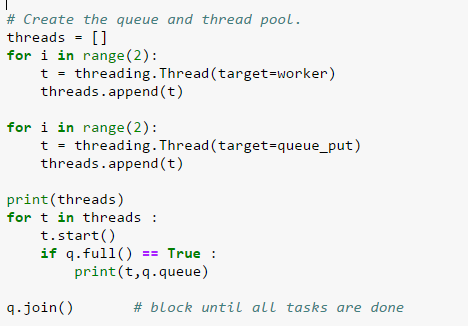 # Create the queue and thread pool.
threads = []
for i in range(2):
    t = threading.Thread(target=worker)
    threads.append(t)

for i in range(2):
    t = threading.Thread(target=queue_put)
    threads.append(t)

print(threads)
for t in threads :
    t.start()
    if q.full() == True :
        print(t,q.queue)

q.join()       # block until all tasks are done